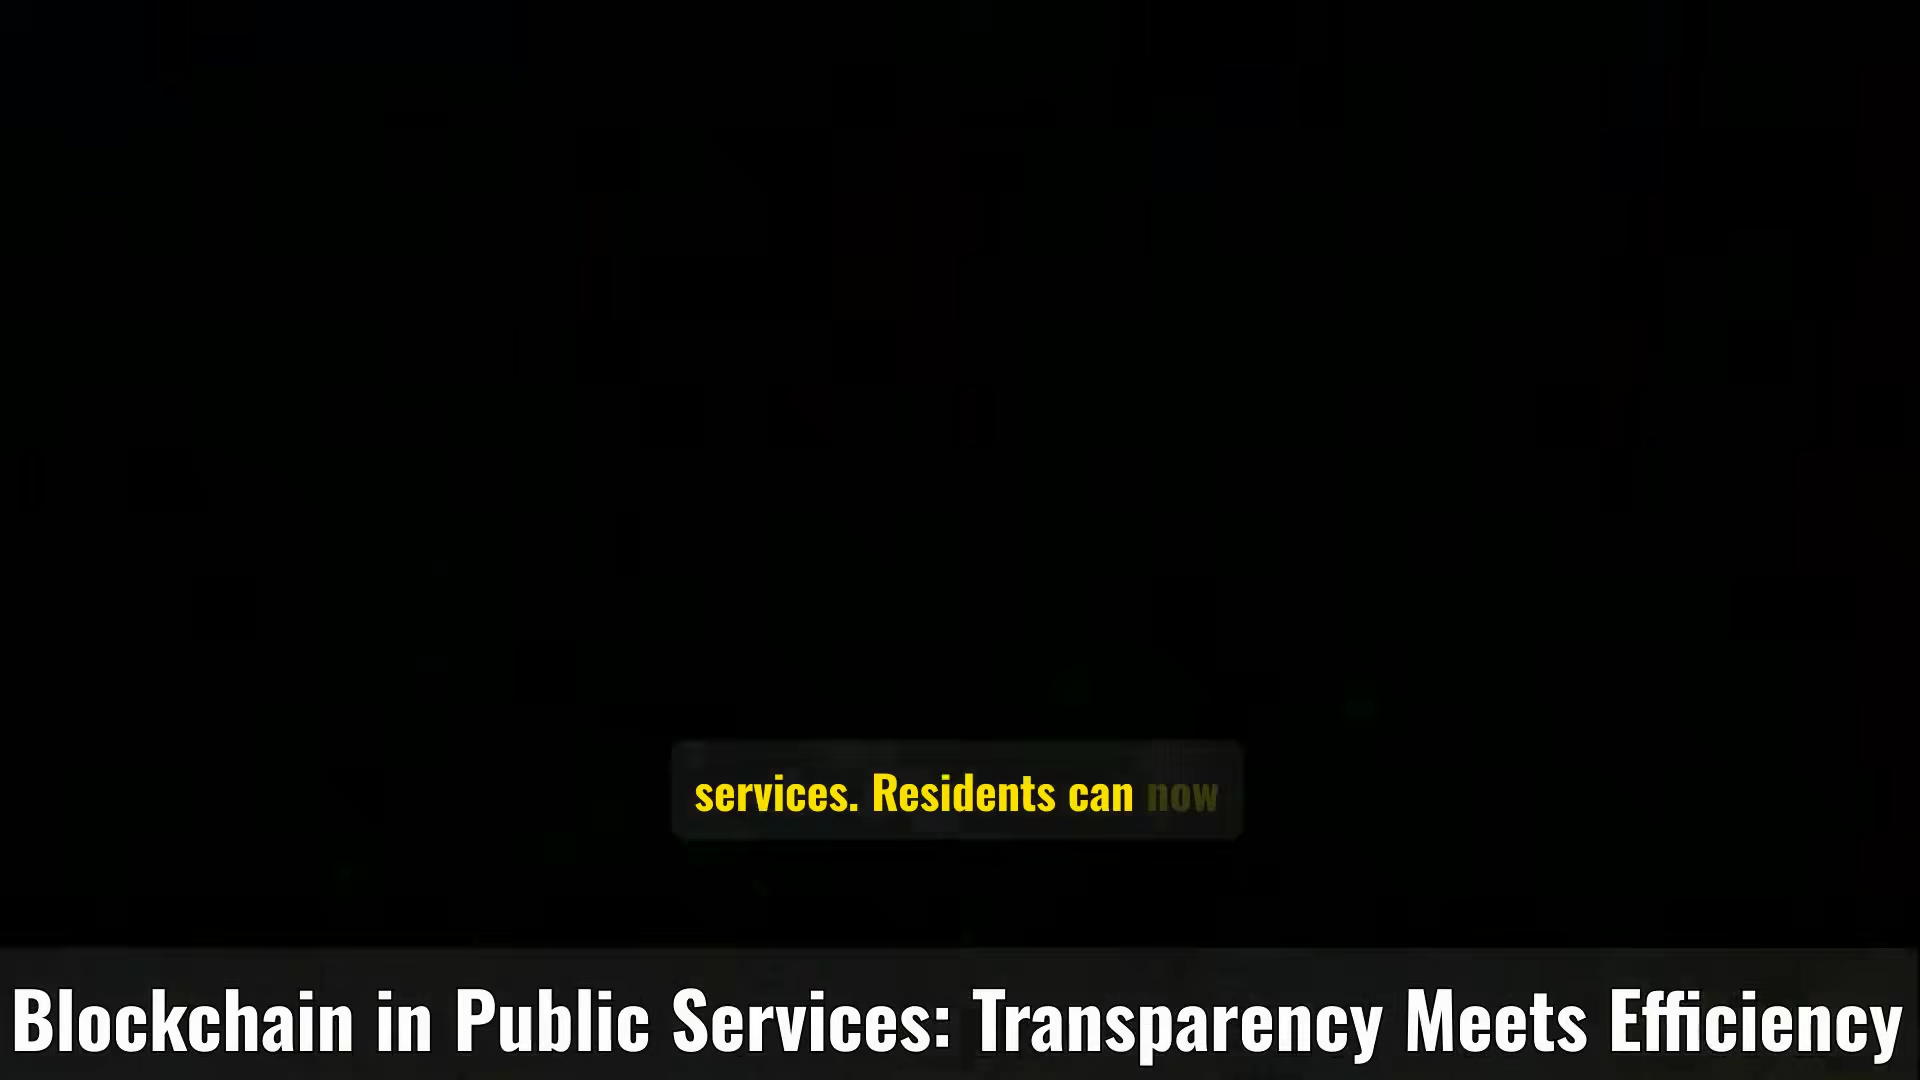 services. Residents can now
Blockchain in Public Services: Transparency Meets Efficiency